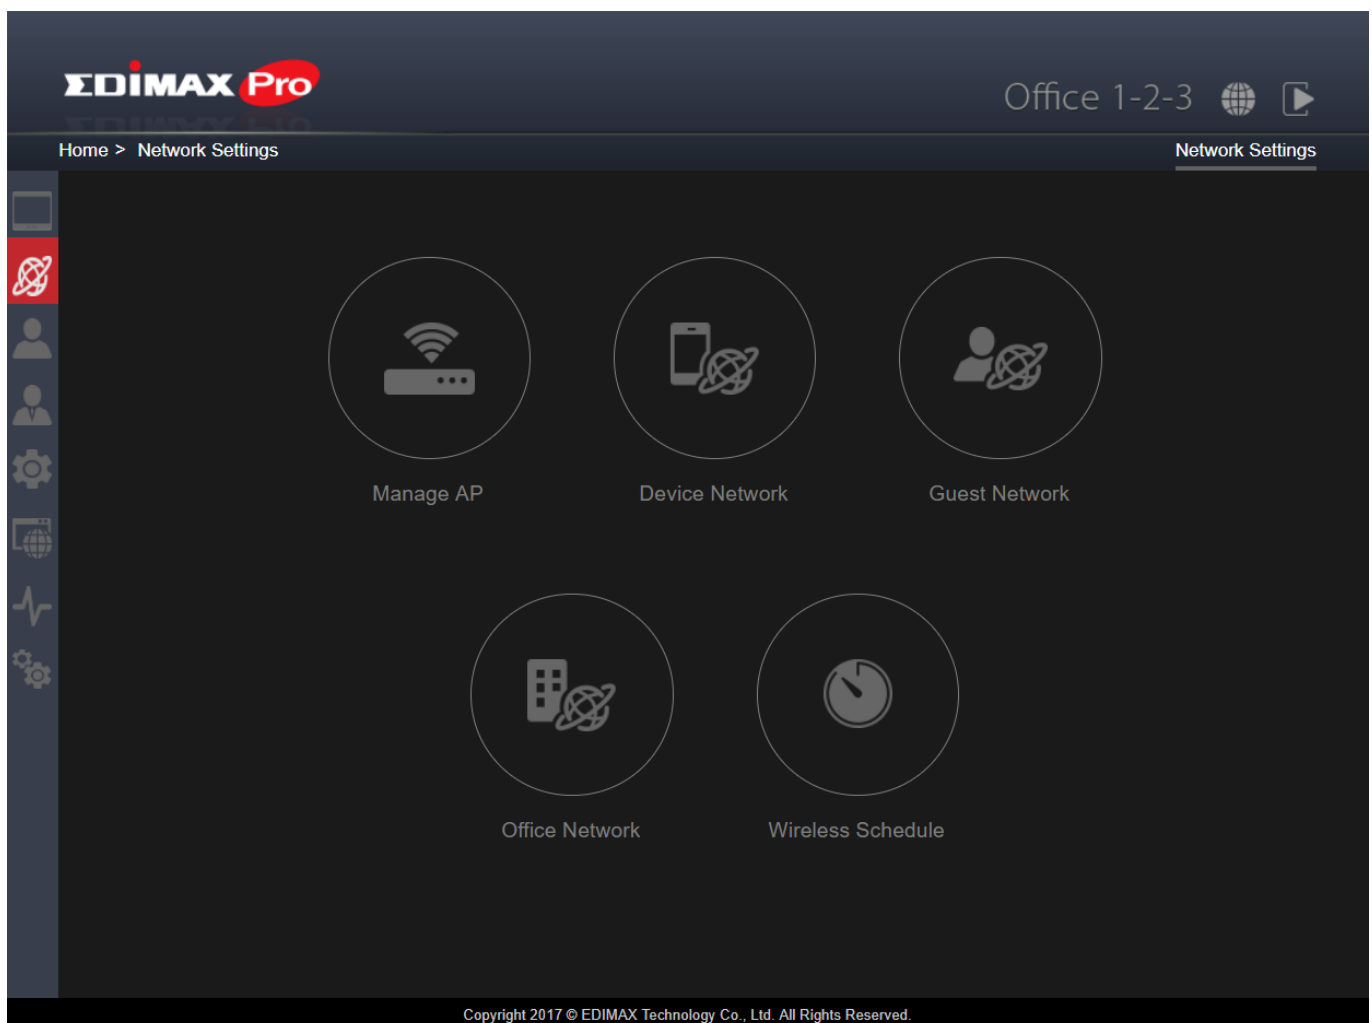 EDIMAX Pro
Office 1-2-3
Home > Network Settings
Network Settings
Manage AP
Device Network
Guest Network
Office Network
Wireless Schedule
Copyright 2017 © EDIMAX Technology Co., Ltd. All Rights Reserved.